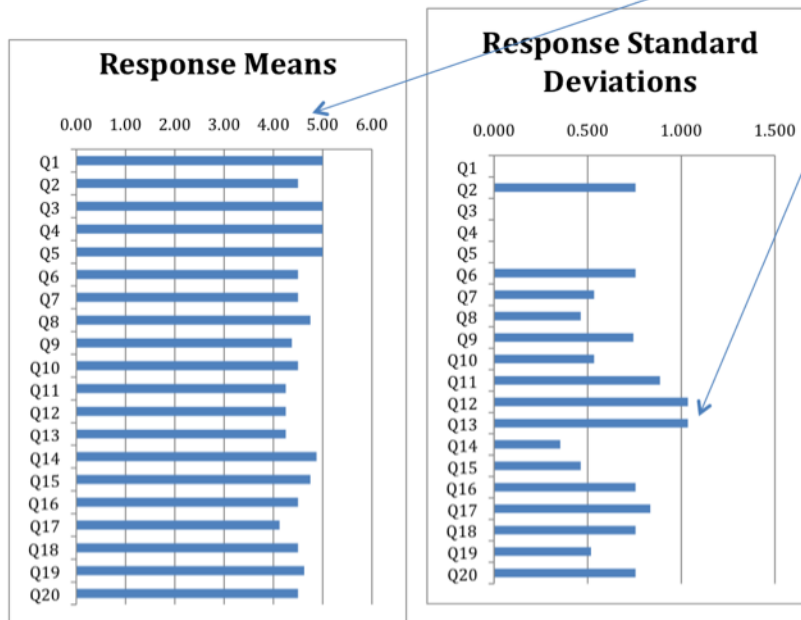 Response Means
0.00 1.00 2.00 3.00 4.00 5.00 6.00
Q1
Q2
Q3
Q4
Q5
Q6
Q7
Q8
Q9
Q10
Q11
Q12
Q13
Q14
Q15
Q16
Q17
Q18
Q19
Q20
Response Standard
Deviations
0.000 0.500 1.000 1.500
Q1
Q2
Q3
Q4
Q5
Q6
Q7
Q8
Q9
Q10
Q11
Q12
Q13
Q14
Q15
Q16
Q17
Q18
Q19
Q20